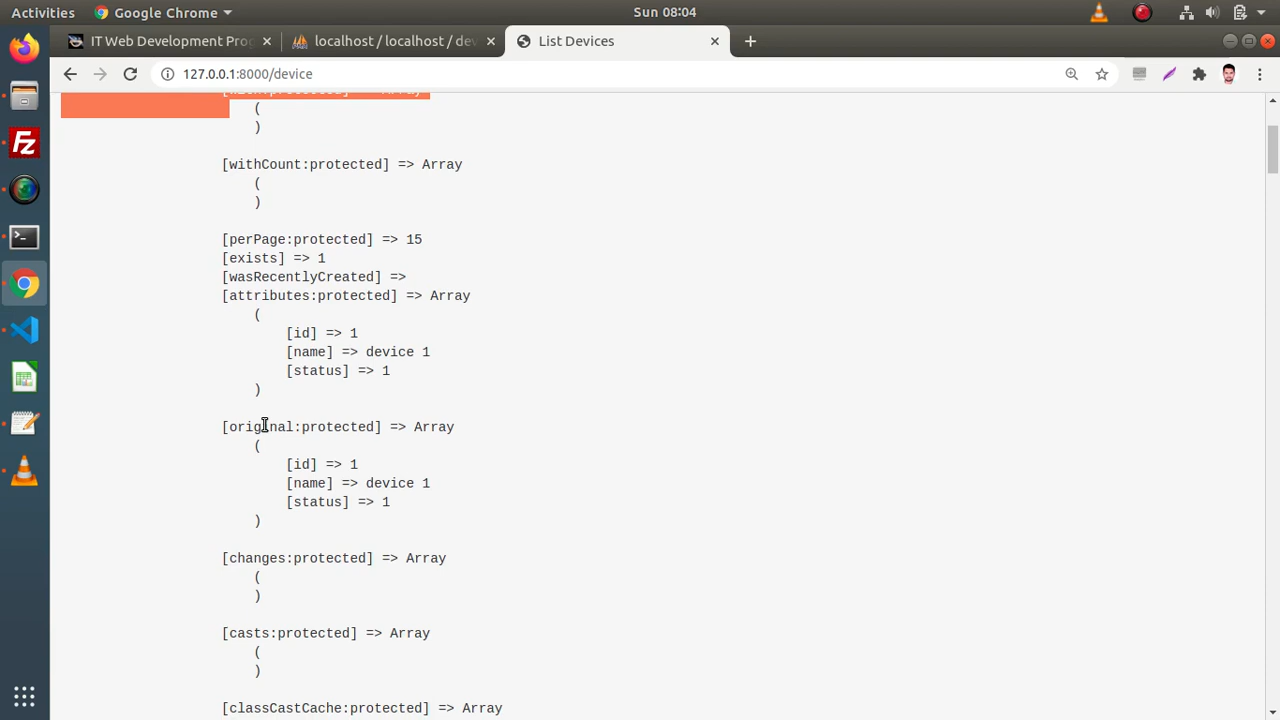 Activities
Google Chrome
Sun 08:04
IT Web Development Prog
localhost / localhost / dev
List Devices
127.0.0.1:8000/device
(
)
[withCount:protected] => Array
(
)
[perPage:protected] => 15
[exists] => 1
[wasRecentlyCreated] =>
[attributes:protected] => Array
(
[id] => 1
[name] => device 1
[status] => 1
)
[original:protected] => Array
(
[id] => 1
[name] => device 1
[status] => 1
)
[changes:protected] => Array
(
)
[casts:protected] => Array
(
)
[classCastCache:protected] => Array